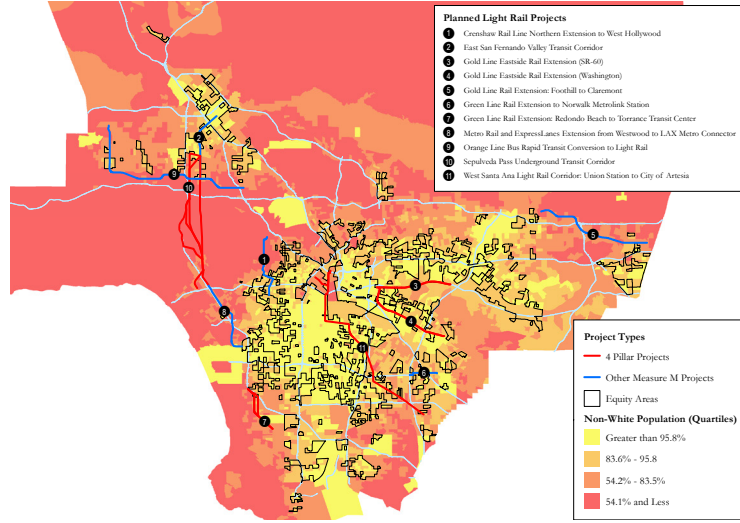 Planned Light Rail Projects
1 Crenshaw Rail Line Northern Extension to West Hollywood
2 East San Fernando Valley Transit Corridor
3 Gold Line Eastside Rail Extension (SR-60)
4 Gold Line Eastside Rail Extension (Washington)
5 Gold Line Rail Extension: Foothill to Claremont
6 Green Line Rail Extension to Norwalk Metrolink Station
7 Green Line Rail Extension: Redondo Beach to Torrance Transit Center
8 Metro Rail and ExpressLanes Extension from Westwood to LAX Metro Connector
9 Orange Line Bus Rapid Transit Conversion to Light Rail
10 Sepulveda Pass Underground Transit Corridor
11 West Santa Ana Light Rail Corridor: Union Station to City of Artesia
2
9
10
5
1
3
8
4
11
6
7
Project Types
4 Pillar Projects
Other Measure M Projects
Equity Areas
Non-White Population (Quartiles)
Greater than 95.8%
83.6% - 95.8
54.2% - 83.5%
54.1% and Less